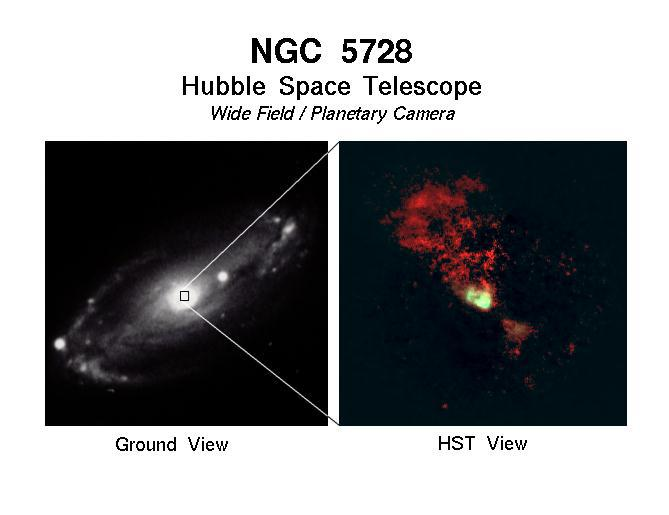 NGC 5728
Hubble Space Telescope
Wide Field / Planetary Camera
Ground View
HST View